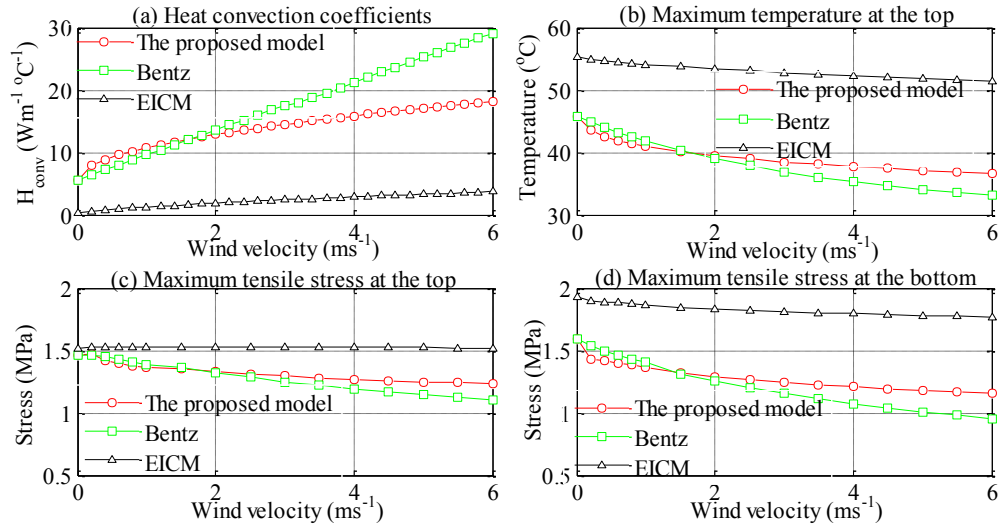 (a) Heat convection coefficients
30
20
10
0
H_conv (Wm⁻¹ °C⁻¹)
The proposed model
Bentz
EICM
0 2 4 6
Wind velocity (ms⁻¹)
(b) Maximum temperature at the top
60
50
40
30
Temperature (°C)
The proposed model
Bentz
EICM
0 2 4 6
Wind velocity (ms⁻¹)
(c) Maximum tensile stress at the top
2
1.5
1
0.5
Stress (MPa)
The proposed model
Bentz
EICM
0 2 4 6
Wind velocity (ms⁻¹)
(d) Maximum tensile stress at the bottom
2
1.5
1
0.5
Stress (MPa)
The proposed model
Bentz
EICM
0 2 4 6
Wind velocity (ms⁻¹)